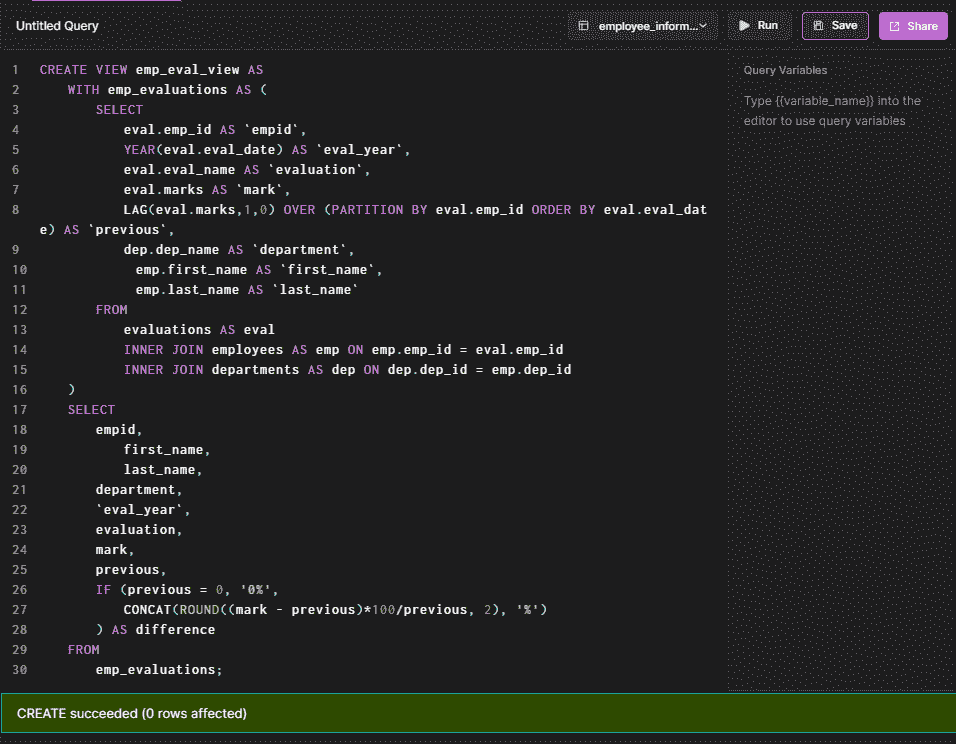 Untitled Query
employee_inform...
Run
Save
Share
1 CREATE VIEW emp_eval_view AS
2 WITH emp_evaluations AS (
3 SELECT
4 eval.emp_id AS `empid`,
5 YEAR(eval.eval_date) AS `eval_year`,
6 eval.eval_name AS `evaluation`,
7 eval.marks AS `mark`,
8 LAG(eval.marks,1,0) OVER (PARTITION BY eval.emp_id ORDER BY eval.eval_dat
e) AS `previous`,
9 dep.dep_name AS `department`,
10 emp.first_name AS `first_name`,
11 emp.last_name AS `last_name`
12 FROM
13 evaluations AS eval
14 INNER JOIN employees AS emp ON emp.emp_id = eval.emp_id
15 INNER JOIN departments AS dep ON dep.dep_id = emp.dep_id
16 )
17 SELECT
18 empid,
19 first_name,
20 last_name,
21 department,
22 `eval_year`,
23 evaluation,
24 mark,
25 previous,
26 IF (previous = 0, '0%',
27 CONCAT(ROUND((mark - previous)*100/previous, 2), '%')
28 ) AS difference
29 FROM
30 emp_evaluations;
Query Variables
Type {{variable_name}} into the
editor to use query variables
CREATE succeeded (0 rows affected)